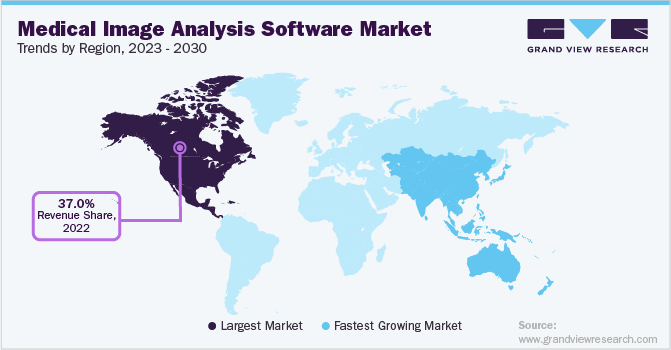 Medical Image Analysis Software Market
Trends by Region, 2023 - 2030
GRAND VIEW RESEARCH
37.0%
Revenue Share,
2022
Largest Market
Fastest Growing Market
Source:
www.grandviewresearch.com